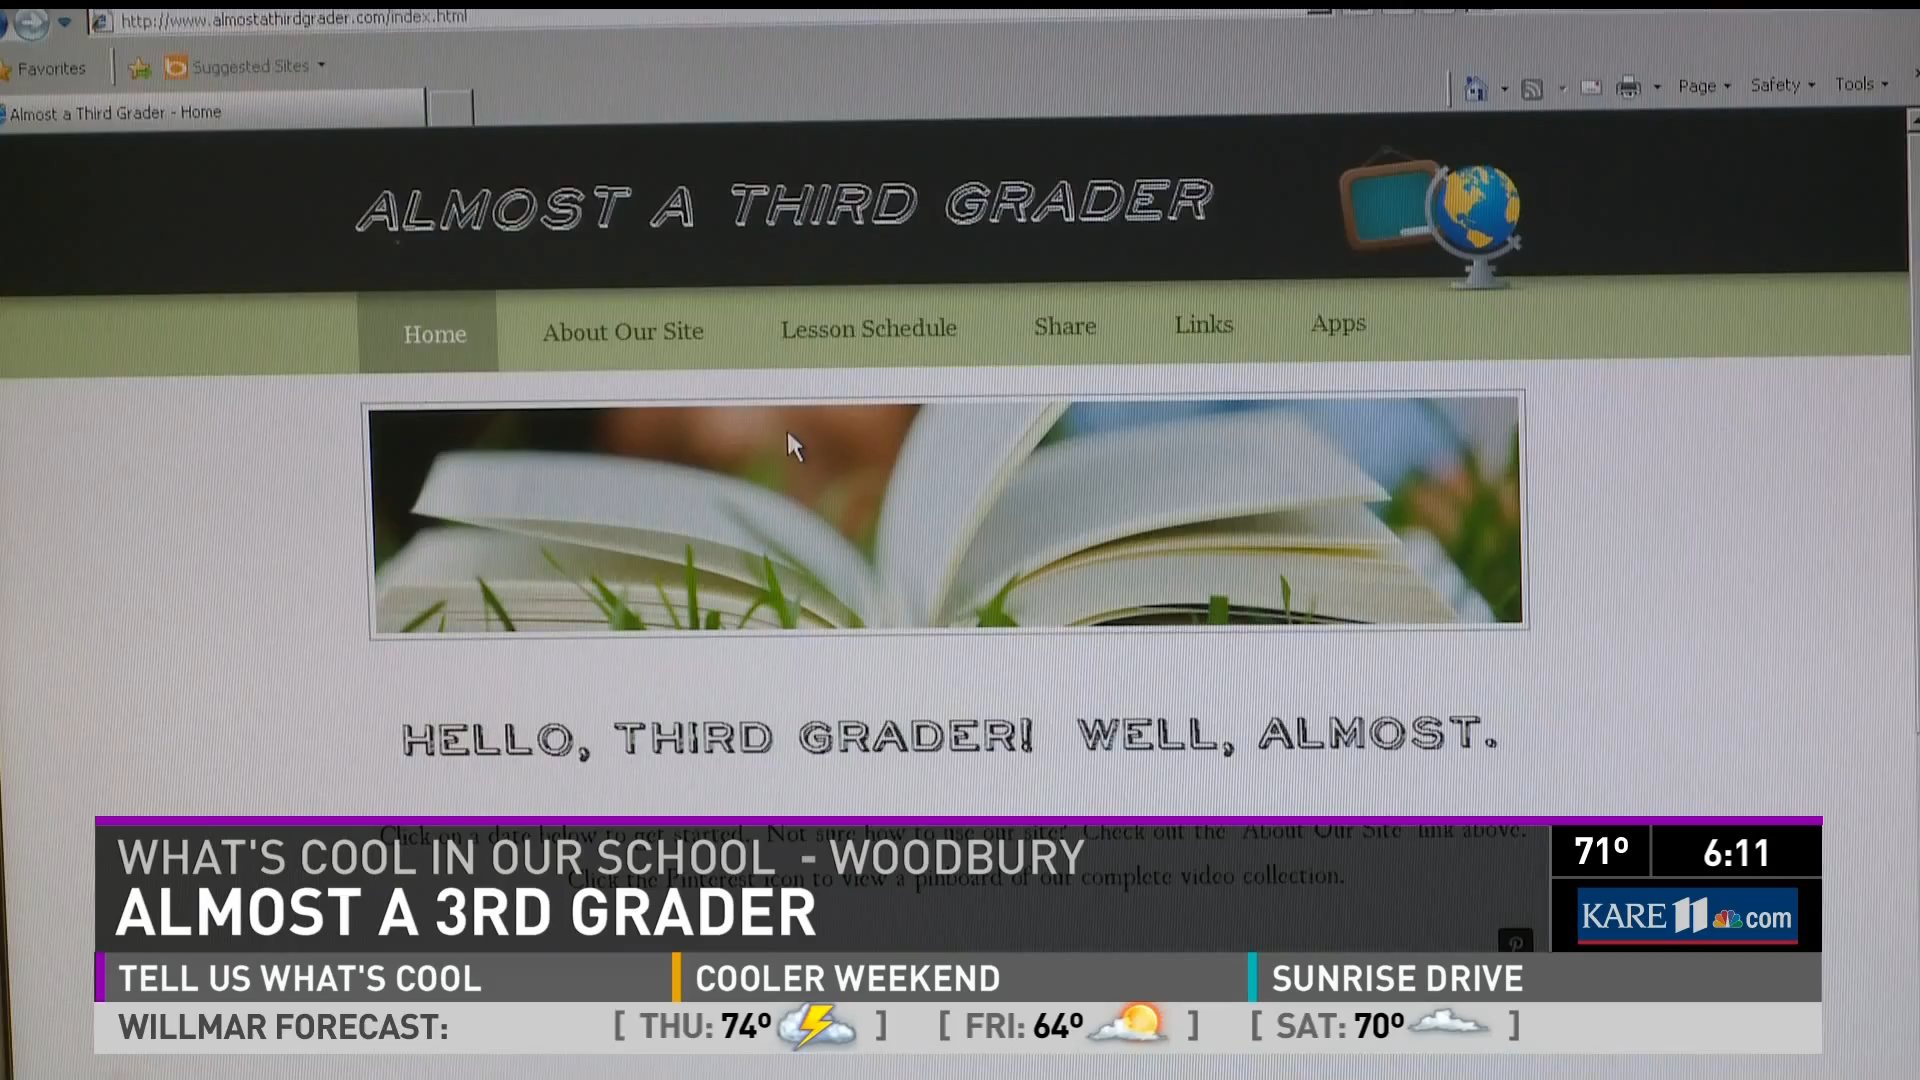 http://www.almostathirdgrader.com/index.html
Favorites
Suggested Sites
Page
Safety
Tools
Almost a Third Grader - Home
ALMOST A THIRD GRADER
Home
About Our Site
Lesson Schedule
Share
Links
Apps
HELLO, THIRD GRADER! WELL, ALMOST.
Click on a date below to get started. Not sure how to use our site? Check out the "About Our Site" link above.
Click the Pinterest icon to view a pinboard of our complete video collection.
WHAT'S COOL IN OUR SCHOOL - WOODBURY
ALMOST A 3RD GRADER
71º
6:11
KARE 11 .com
TELL US WHAT'S COOL
COOLER WEEKEND
SUNRISE DRIVE
WILLMAR FORECAST: [ THU: 74º ] [ FRI: 64º ] [ SAT: 70º ]